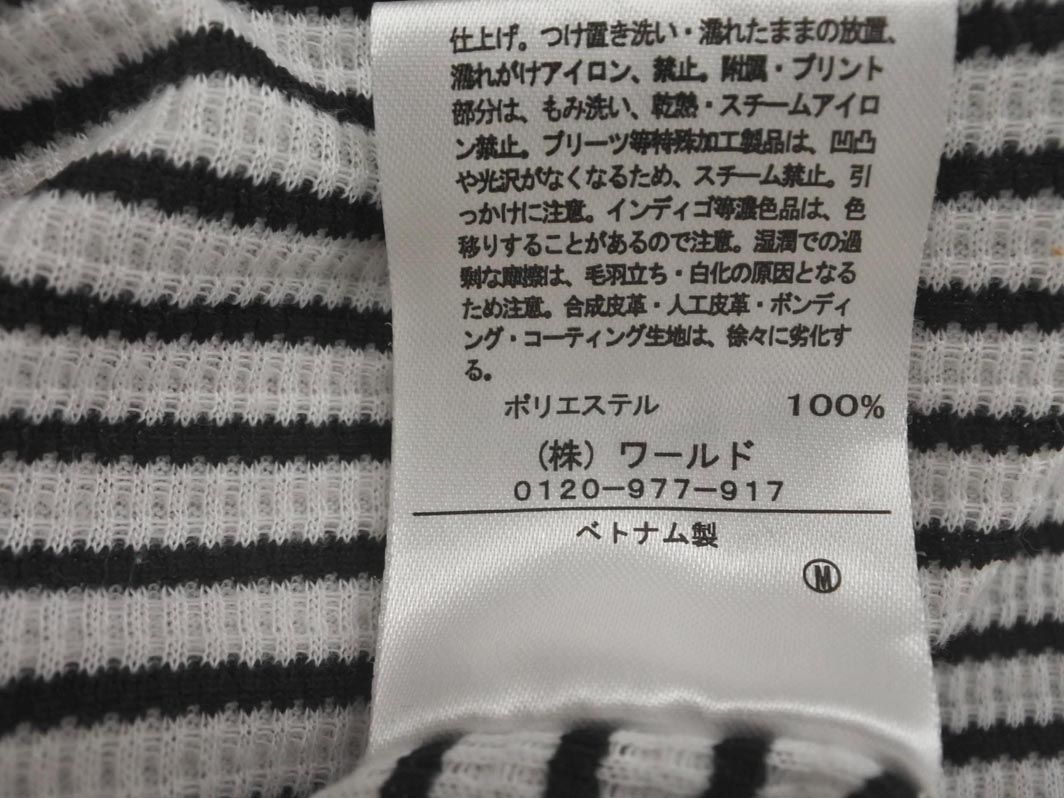 仕上げ。つけ置き洗い・濡れたままの放置、
濡れがけアイロン、禁止。附属・プリント
部分は、もみ洗い、乾熱・スチームアイロ
ン禁止。プリーツ等特殊加工製品は、凹凸
や光沢がなくなるため、スチーム禁止。引
っかけに注意。インディゴ等濃色品は、色
移りすることがあるので注意。湿潤での過
剰な摩擦は、毛羽立ち・白化の原因となる
ため注意。合成皮革・人工皮革・ボンディ
ング・コーティング生地は、徐々に劣化す
る。
ポリエステル 100%
（株）ワールド
0120-977-917
ベトナム製
Ⓜ